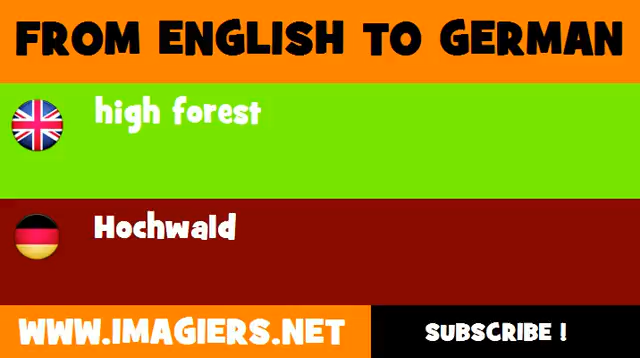 FROM ENGLISH TO GERMAN
high forest
Hochwald
WWW.IMAGIERS.NET
SUBSCRIBE !